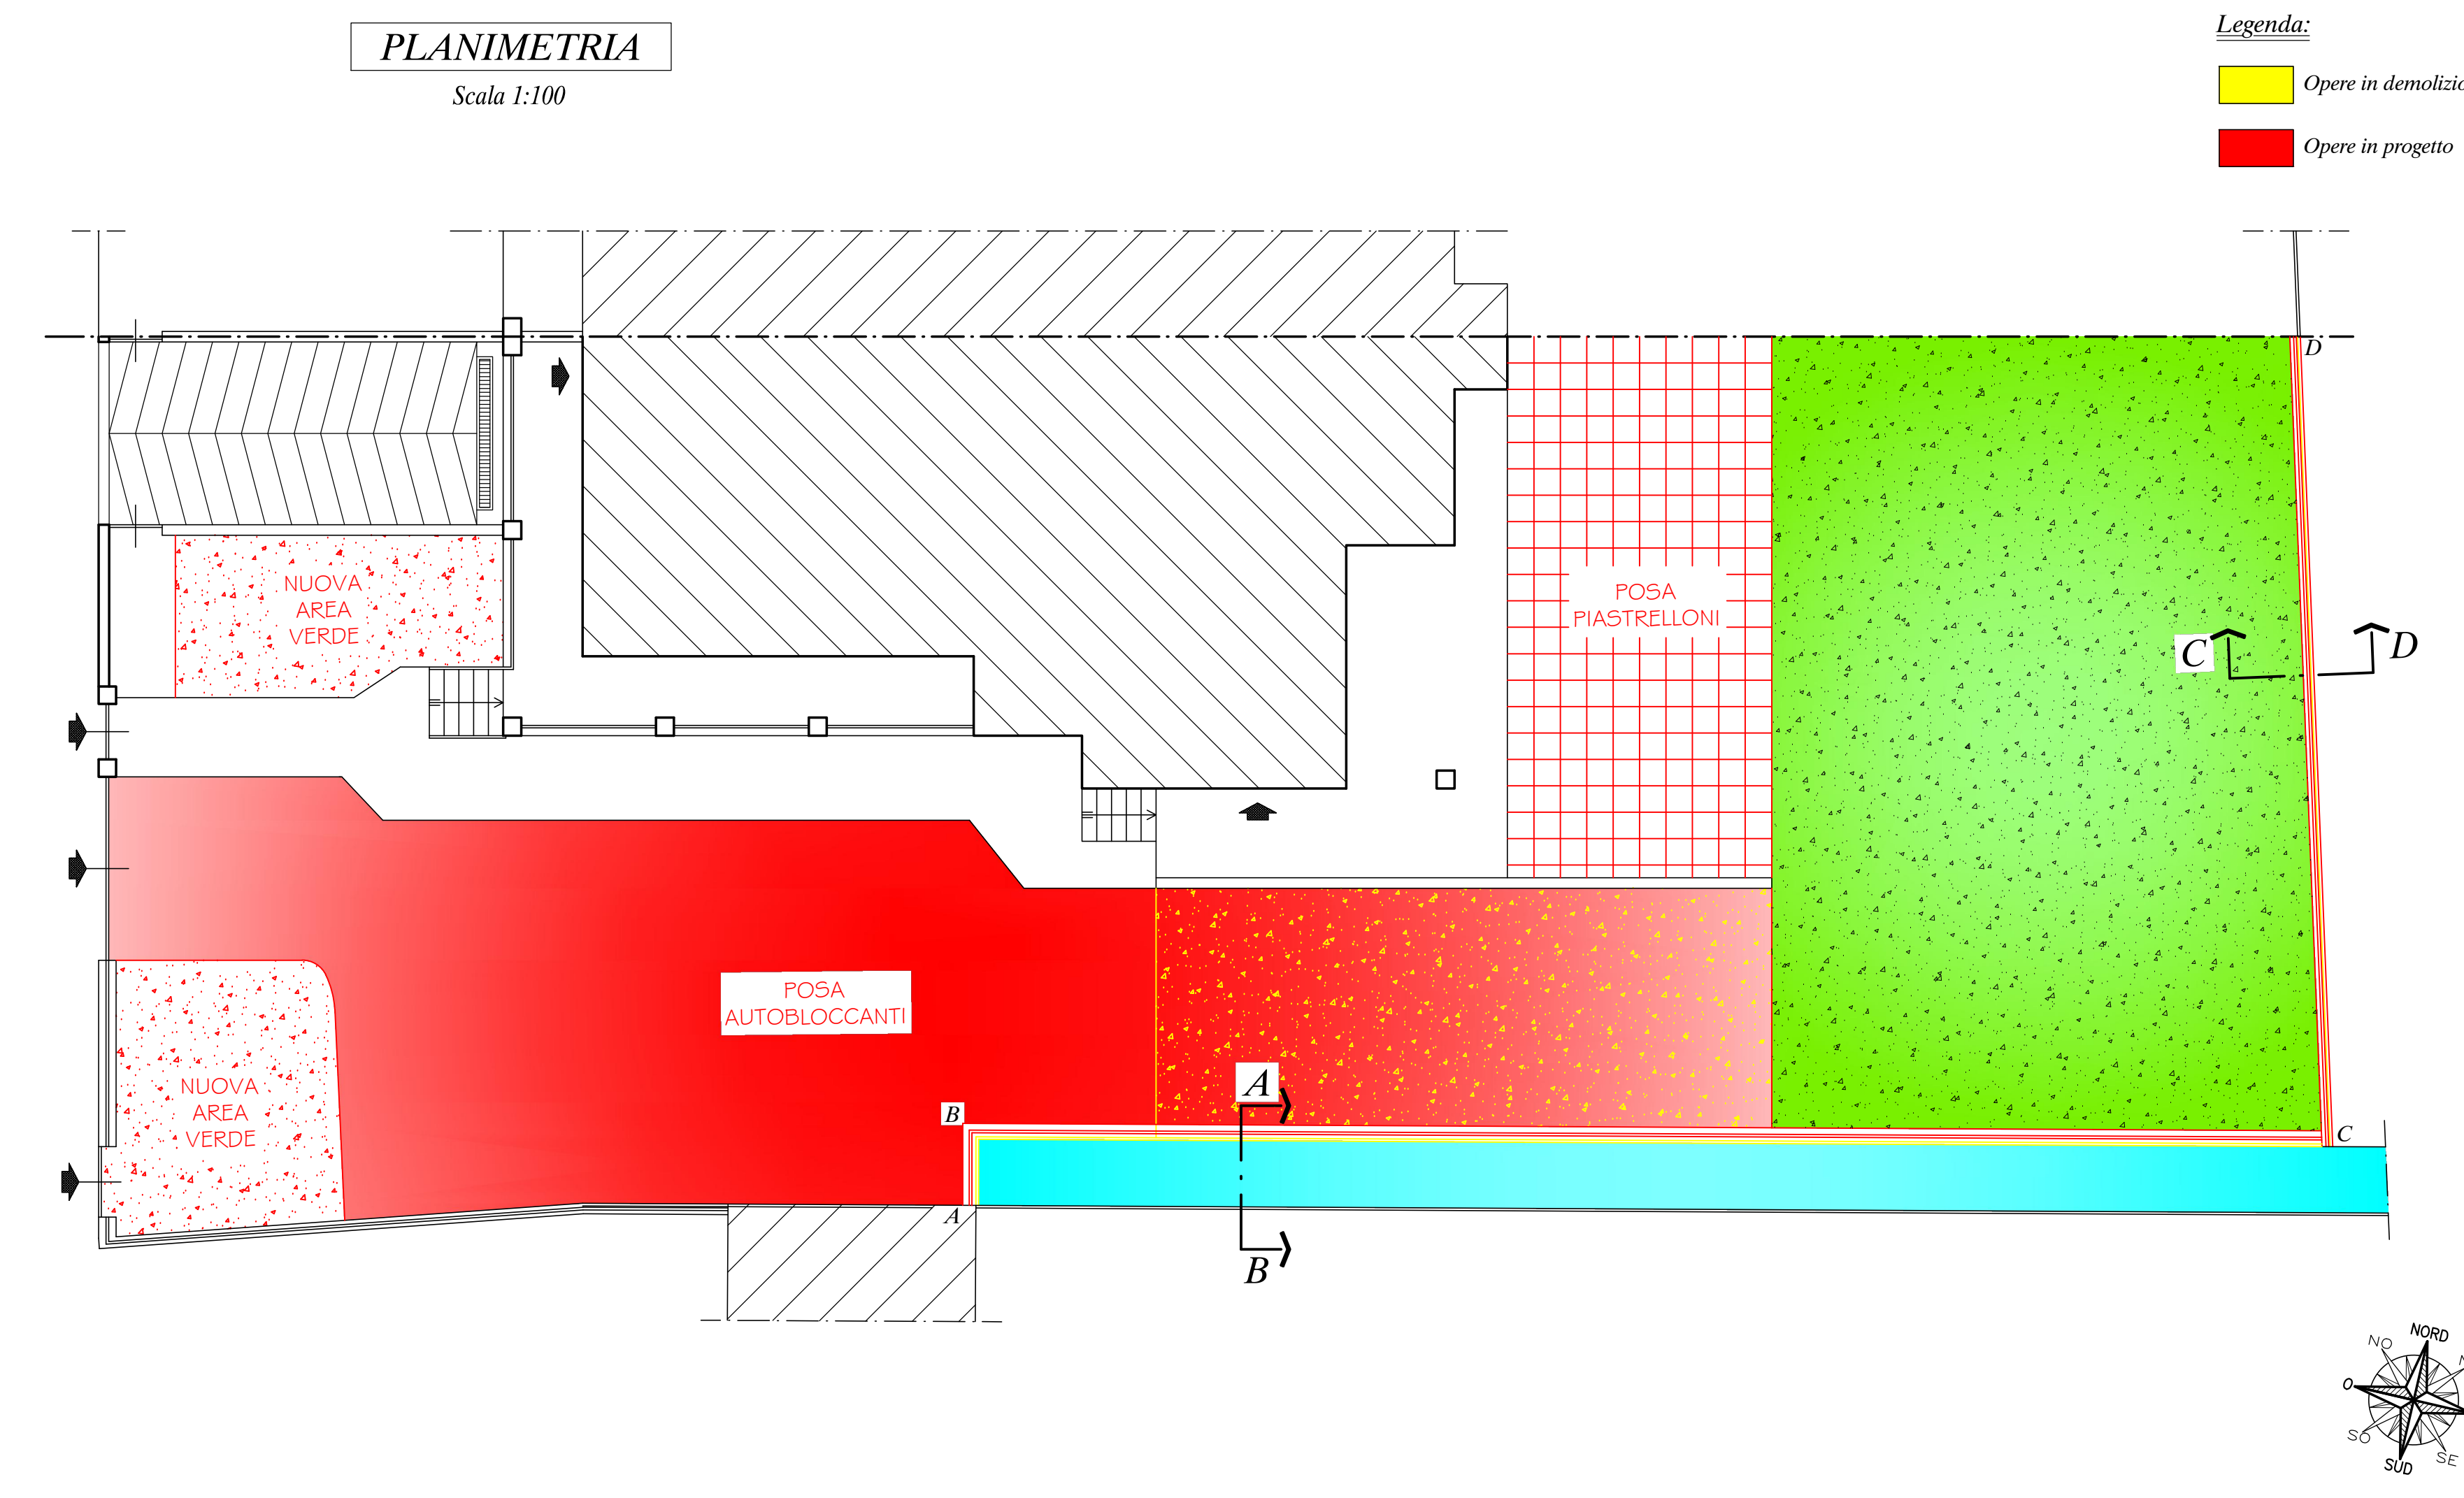 PLANIMETRIA
Scala 1:100
Legenda:
Opere in
Opere in progetto
D
NUOVA
AREA
VERDE
POSA
PIASTRELLONI
C
D
POSA
AUTOBLOCCANTI
NUOVA
AREA
VERDE
A
B
C
A
B
NORD
NO
O
SO
SUD
SE